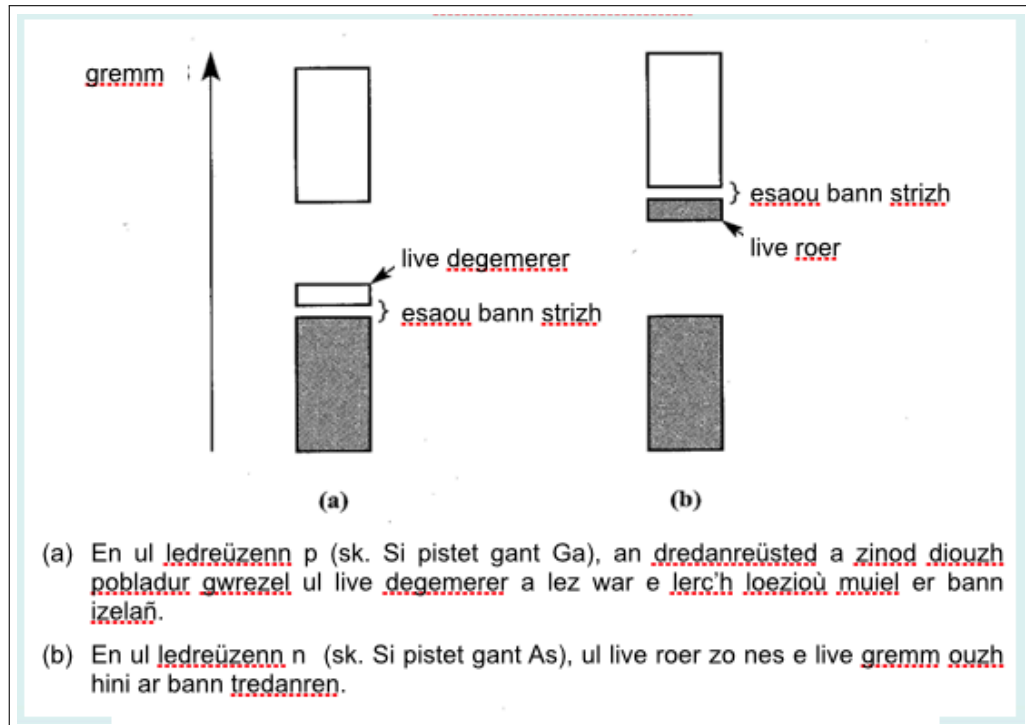 gremm
esaou bann strizh
live roer
live degemerer
esaou bann strizh
(a) (b)
(a) En ul ledreüzenn p (sk. Si pistet gant Ga), an dredanreüsted a zinod diouzh
pobladur gwrezel ul live degemerer a lez war e lerc'h loezioù muiel er bann
izelañ.
(b) En ul ledreüzenn n (sk. Si pistet gant As), ul live roer zo nes e live gremm ouzh
hini ar bann tredanren.